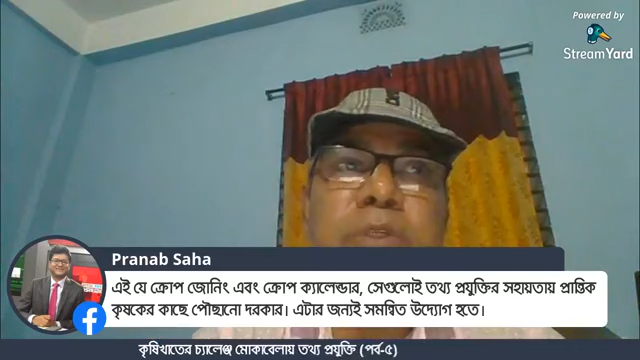 Powered by
StreamYard
Pranab Saha
এই যে ক্রোপ জোনিং এবং ক্রোপ ক্যালেন্ডার, সেগুলোই তথ্য প্রযুক্তির সহায়তায় প্রান্তিক
কৃষকের কাছে পৌছানো দরকার। এটার জন্যই সমন্বিত উদ্যোগ হতে।
কৃষিখাতের চ্যালেঞ্জ মোকাবেলায় তথ্য প্রযুক্তি (পর্ব-৫)